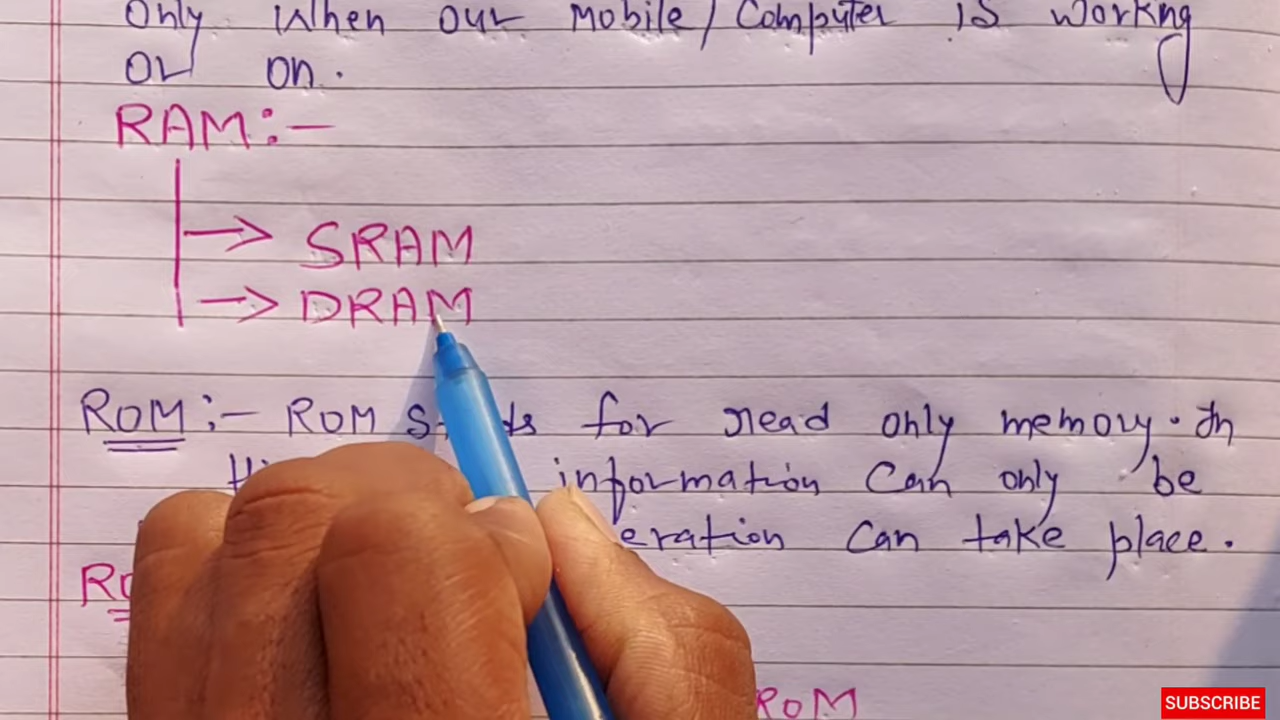 Only When our Mobile/Computer is working
or on.
RAM:-
→ SRAM
→ DRAM
ROM:- ROM for read only memory. In
information Can only be
eration can take place.
ROM
SUBSCRIBE